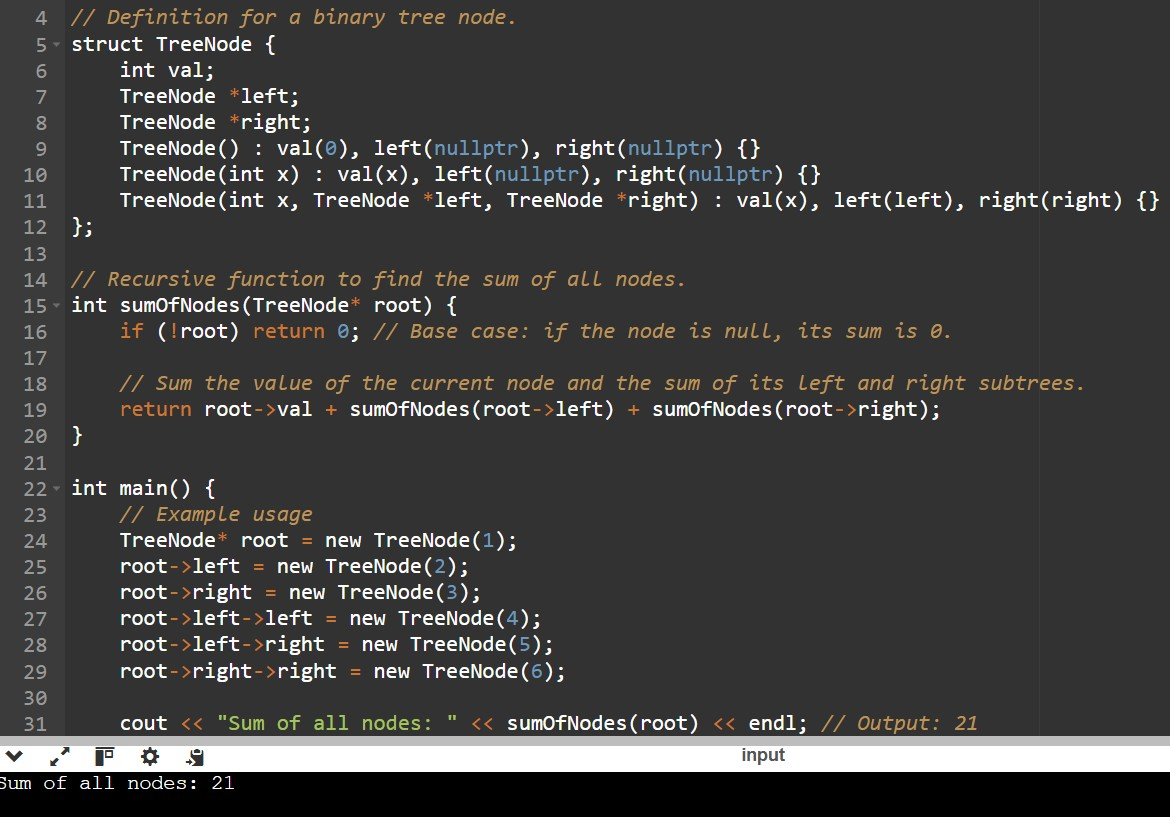 4 // Definition for a binary tree node.
5 struct TreeNode {
6     int val;
7     TreeNode *left;
8     TreeNode *right;
9     TreeNode() : val(0), left(nullptr), right(nullptr) {}
10     TreeNode(int x) : val(x), left(nullptr), right(nullptr) {}
11     TreeNode(int x, TreeNode *left, TreeNode *right) : val(x), left(left), right(right) {}
12 };
13
14 // Recursive function to find the sum of all nodes.
15 int sumOfNodes(TreeNode* root) {
16     if (!root) return 0; // Base case: if the node is null, its sum is 0.
17
18     // Sum the value of the current node and the sum of its left and right subtrees.
19     return root->val + sumOfNodes(root->left) + sumOfNodes(root->right);
20 }
21
22 int main() {
23     // Example usage
24     TreeNode* root = new TreeNode(1);
25     root->left = new TreeNode(2);
26     root->right = new TreeNode(3);
27     root->left->left = new TreeNode(4);
28     root->left->right = new TreeNode(5);
29     root->right->right = new TreeNode(6);
30
31     cout << "Sum of all nodes: " << sumOfNodes(root) << endl; // Output: 21
input
Sum of all nodes: 21